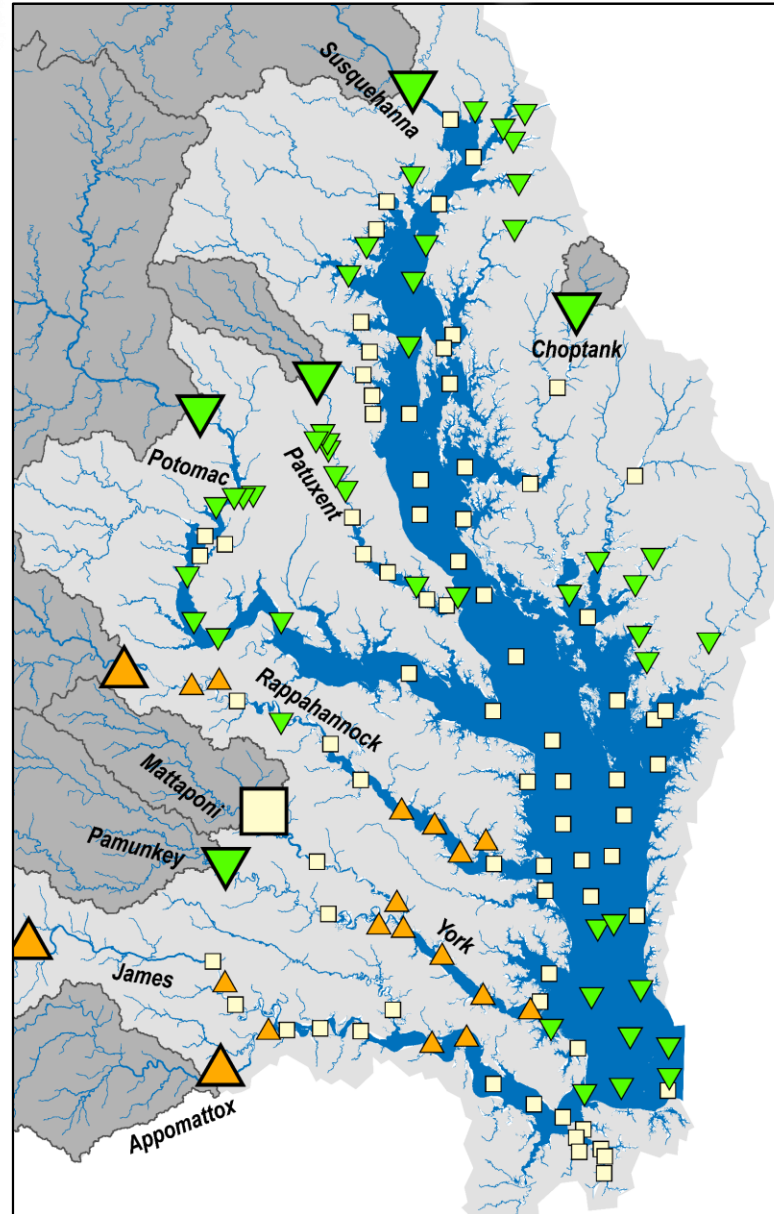 Susquehanna
Choptank
Potomac
Patuxent
Rappahannock
Mattaponi
Pamunkey
York
James
Appomattox